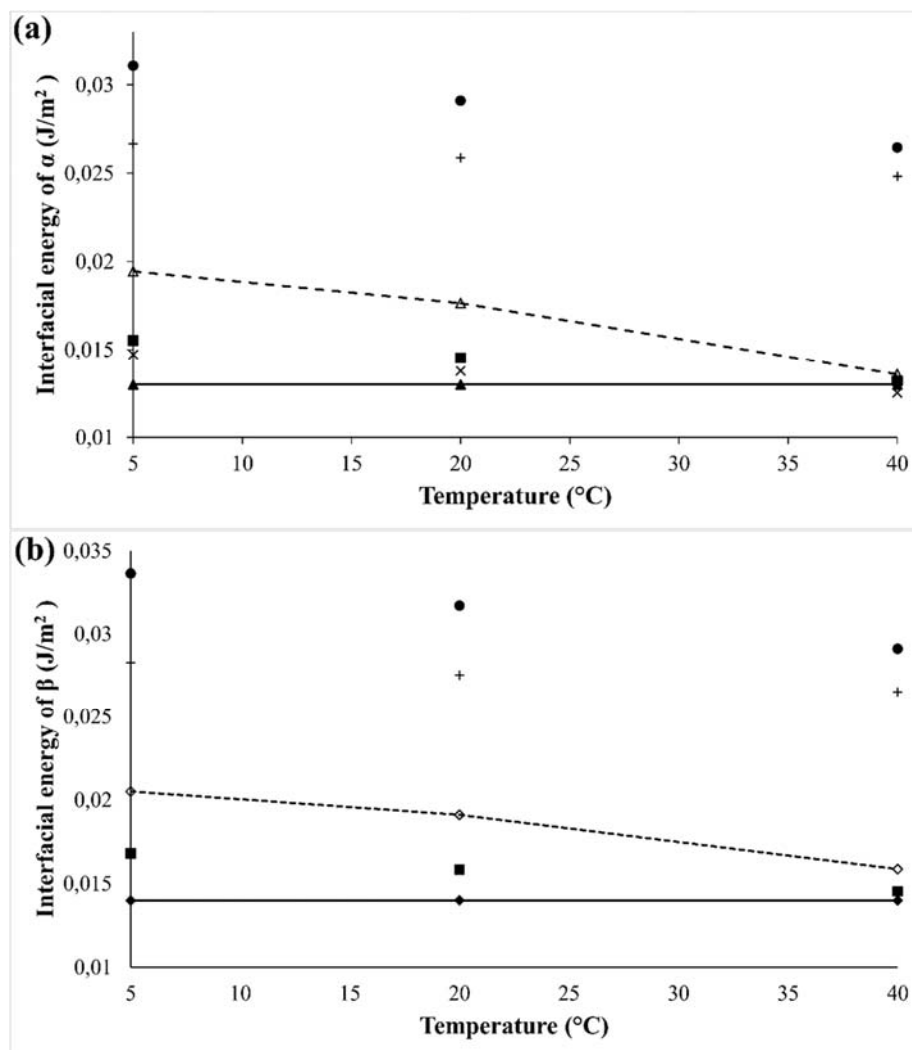 (a)
Interfacial energy of α (J/m²)
0,03
0,025
0,02
0,015
0,01
5 10 15 20 25 30 35 40
Temperature (°C)
(b)
Interfacial energy of β (J/m²)
0,035
0,03
0,025
0,02
0,015
0,01
5 10 15 20 25 30 35 40
Temperature (°C)